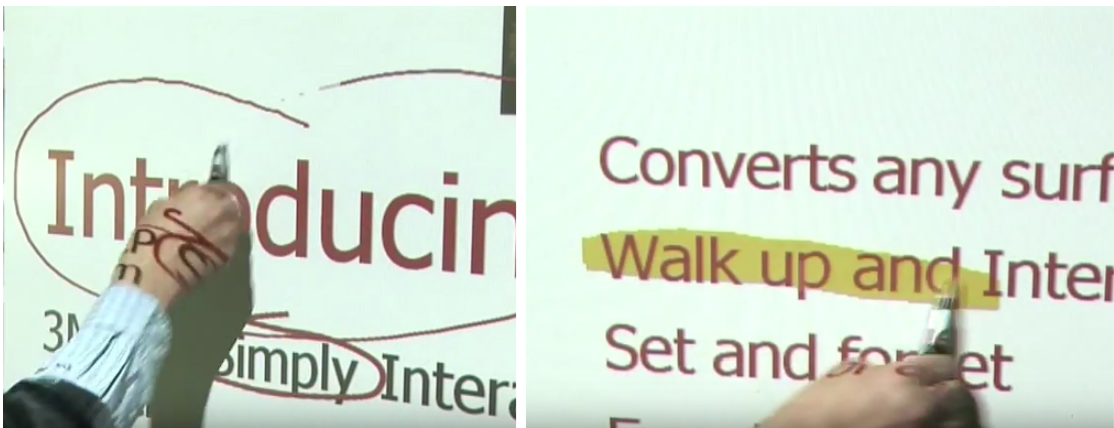 Introducin
3M Simply Intera
Converts any surf
Walk up and Inter
Set and forget